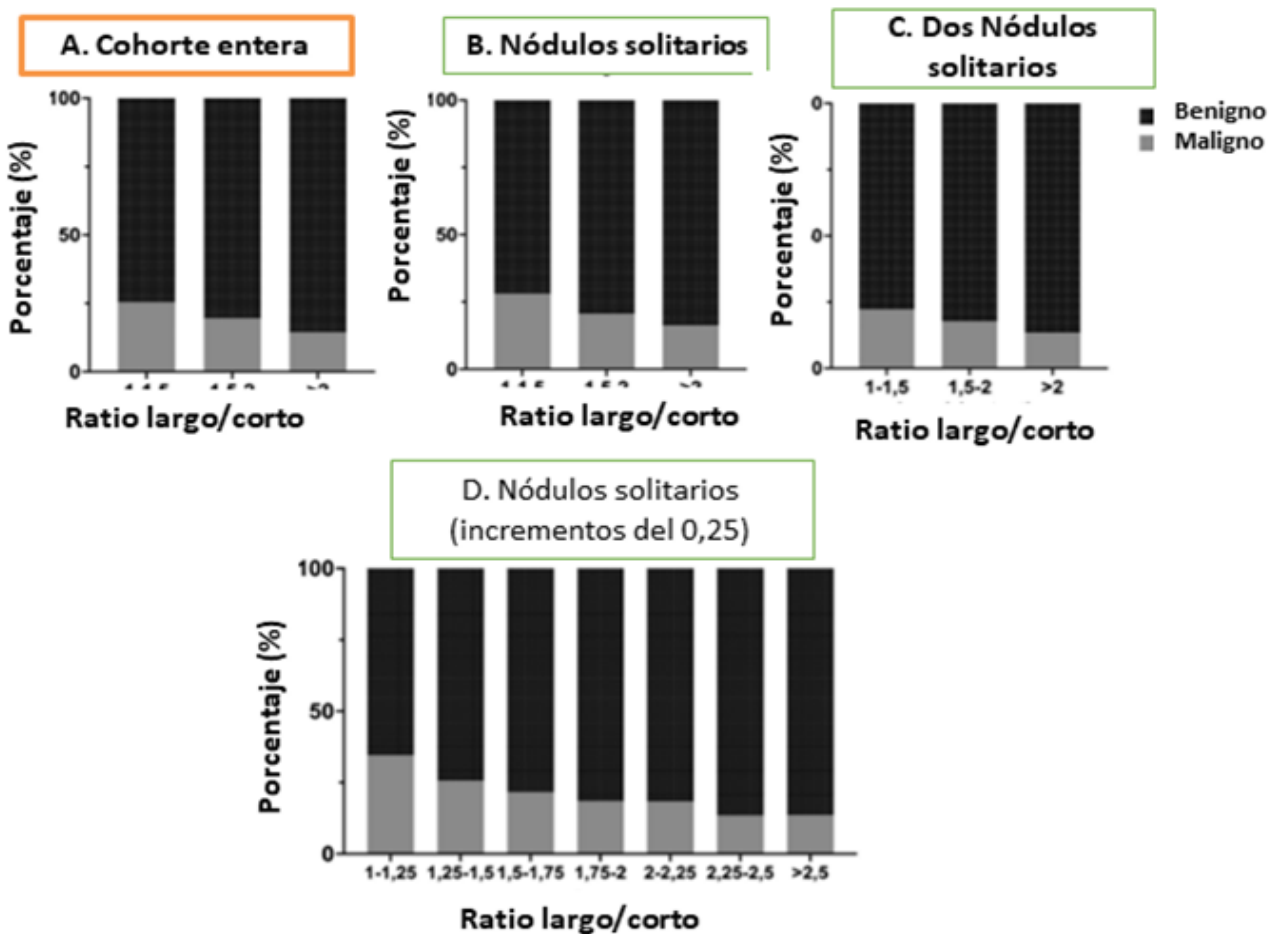 A. Cohorte entera
B. Nódulos solitarios
C. Dos Nódulos
solitarios
Benigno
Maligno
Porcentaje (%)
100
50
0
Ratio largo/corto
Porcentaje (%)
100
50
0
Ratio largo/corto
Porcentaje (%)
0
0
0
1-1,5 1,5-2 >2
Ratio largo/corto
D. Nódulos solitarios
(incrementos del 0,25)
Porcentaje (%)
100
50
0
1-1,25 1,25-1,5 1,5-1,75 1,75-2 2-2,25 2,25-2,5 >2,5
Ratio largo/corto